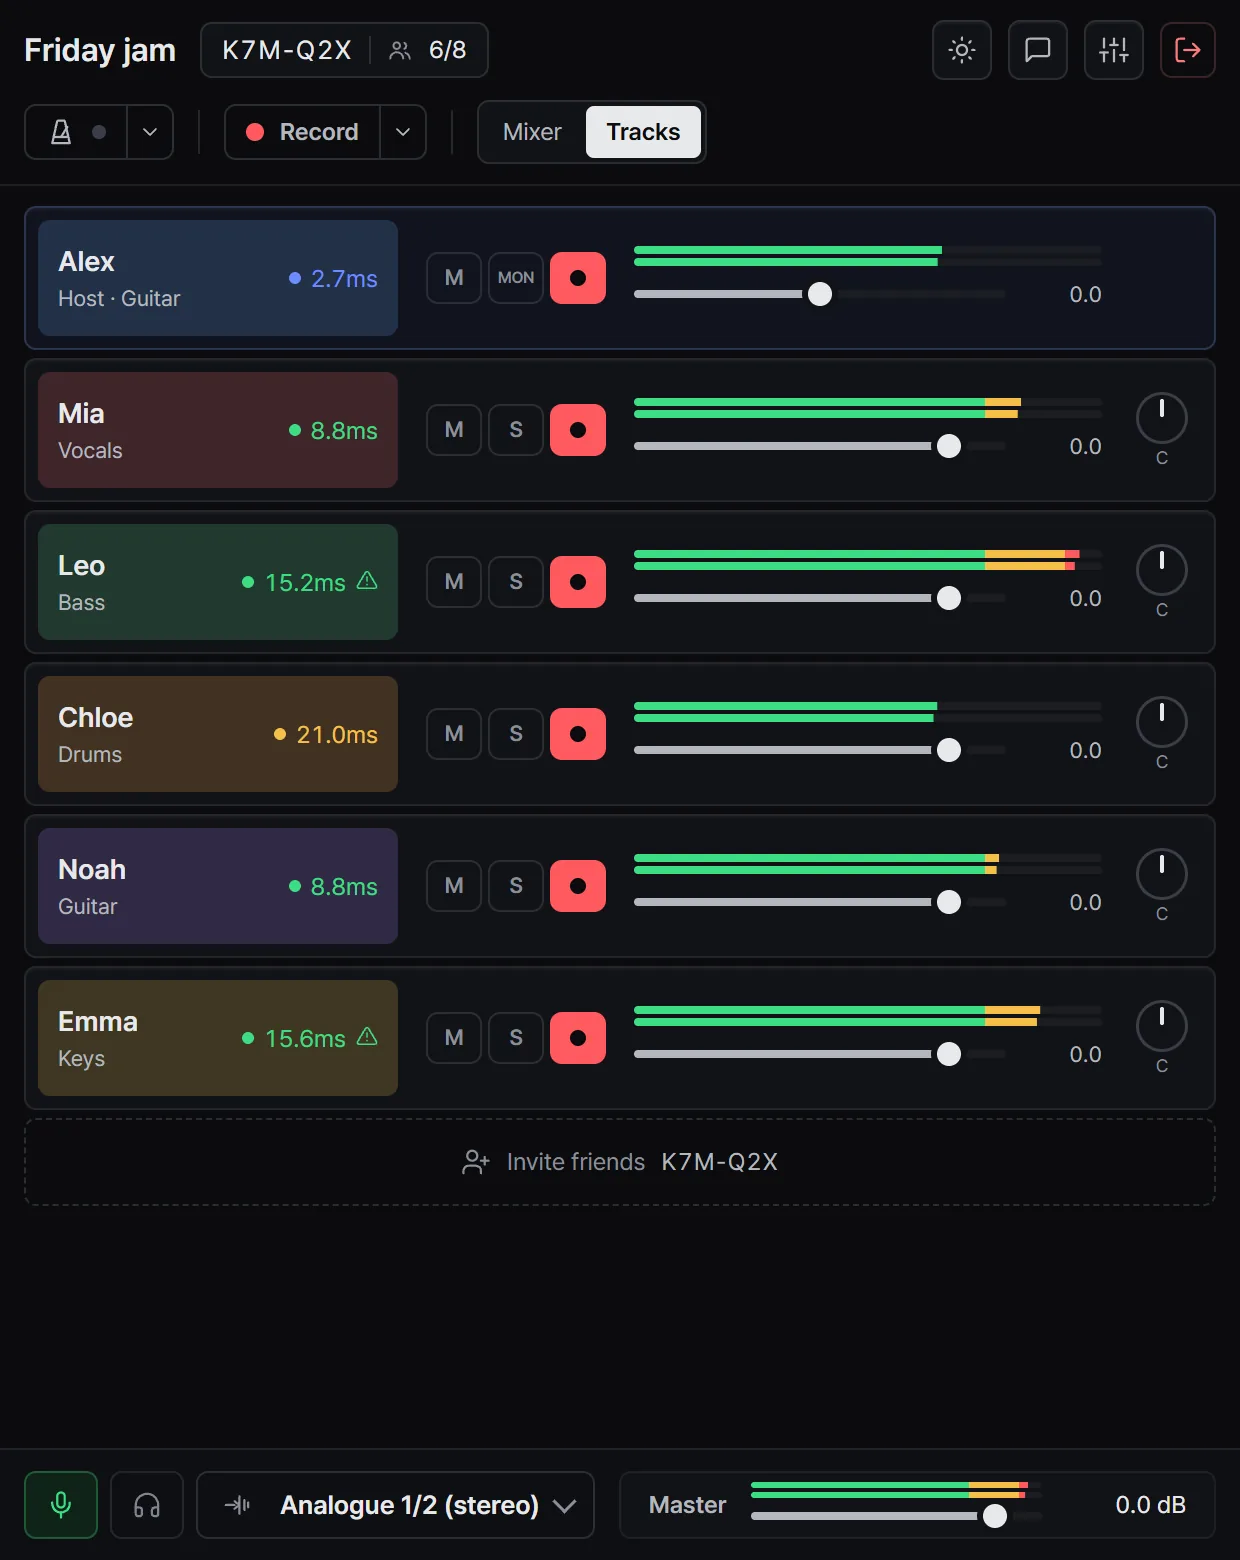 Friday jam K7M-Q2X 6/8
Record Mixer Tracks
Alex
Host · Guitar
2.7ms
M MON
0.0
Mia
Vocals
8.8ms
M S
0.0
C
Leo
Bass
15.2ms
M S
0.0
C
Chloe
Drums
21.0ms
M S
0.0
C
Noah
Guitar
8.8ms
M S
0.0
C
Emma
Keys
15.6ms
M S
0.0
C
Invite friends K7M-Q2X
Analogue 1/2 (stereo) Master 0.0 dB